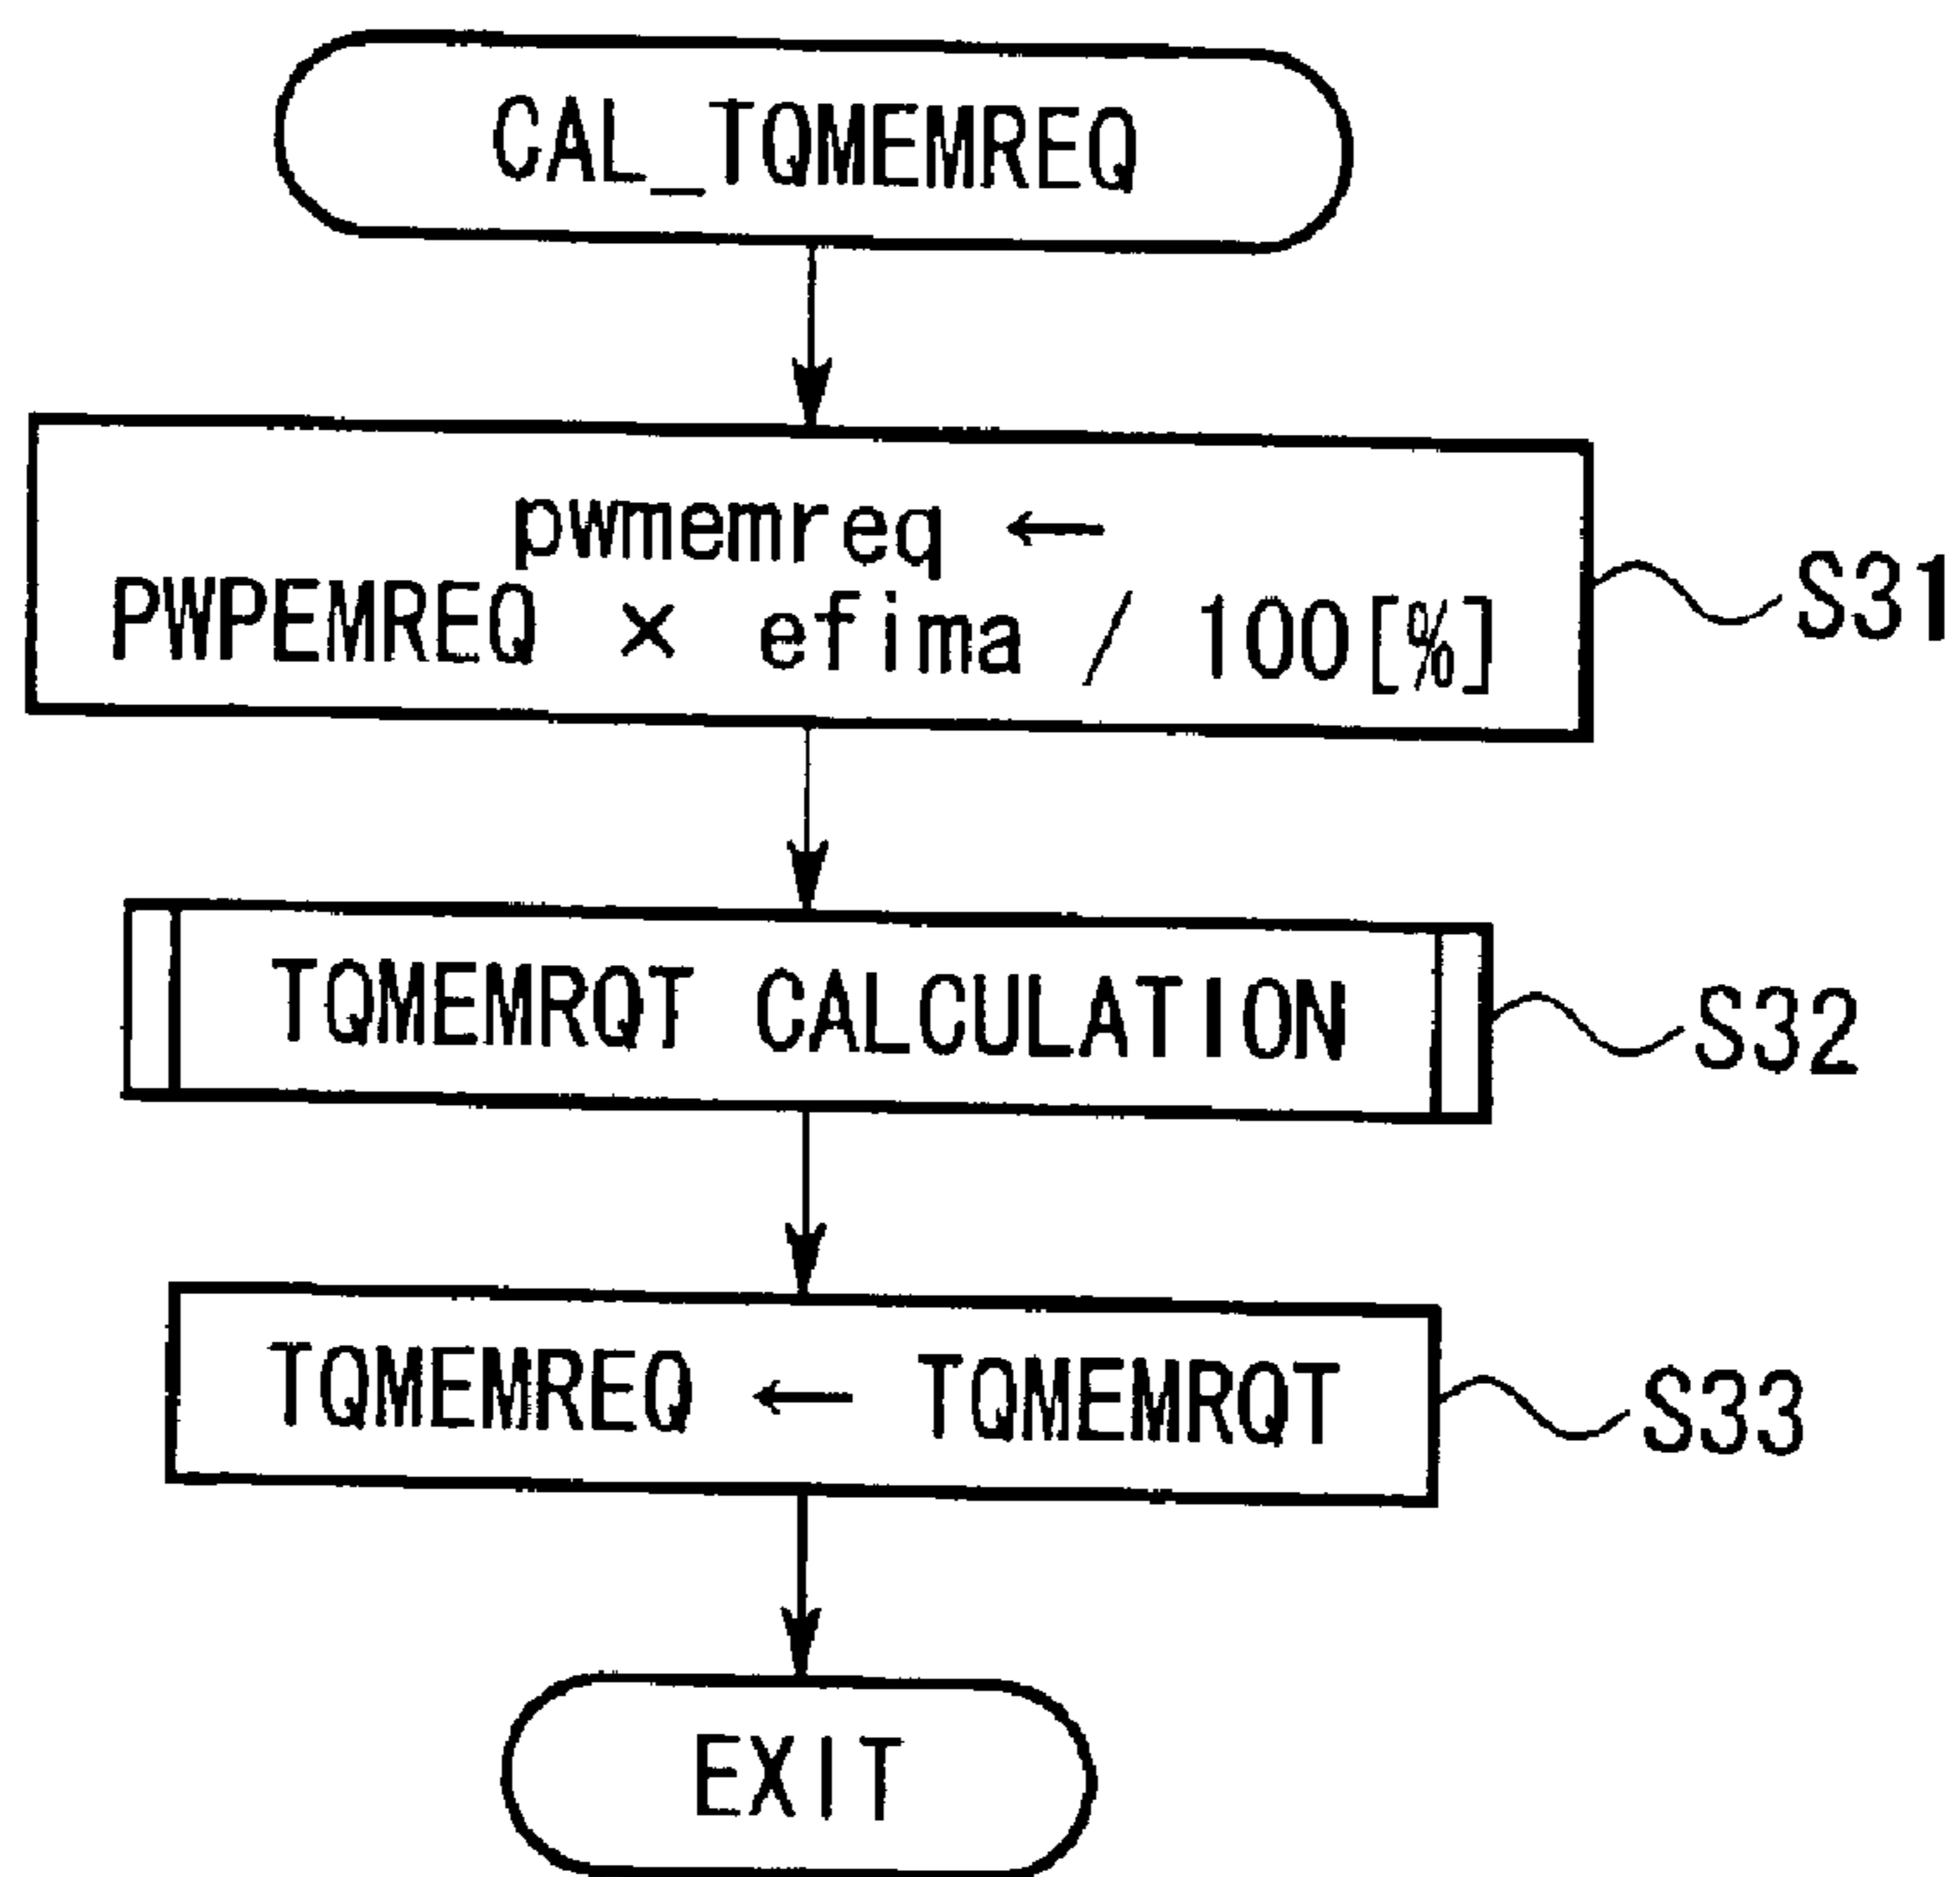 CAL_TQMEMREQ
pwmemreq ←
PWPEMREQ × efima / 100[%]
S31
TQMEMRQT CALCULATION
S32
TQMEMREQ ← TQMEMRQT
S33
EXIT